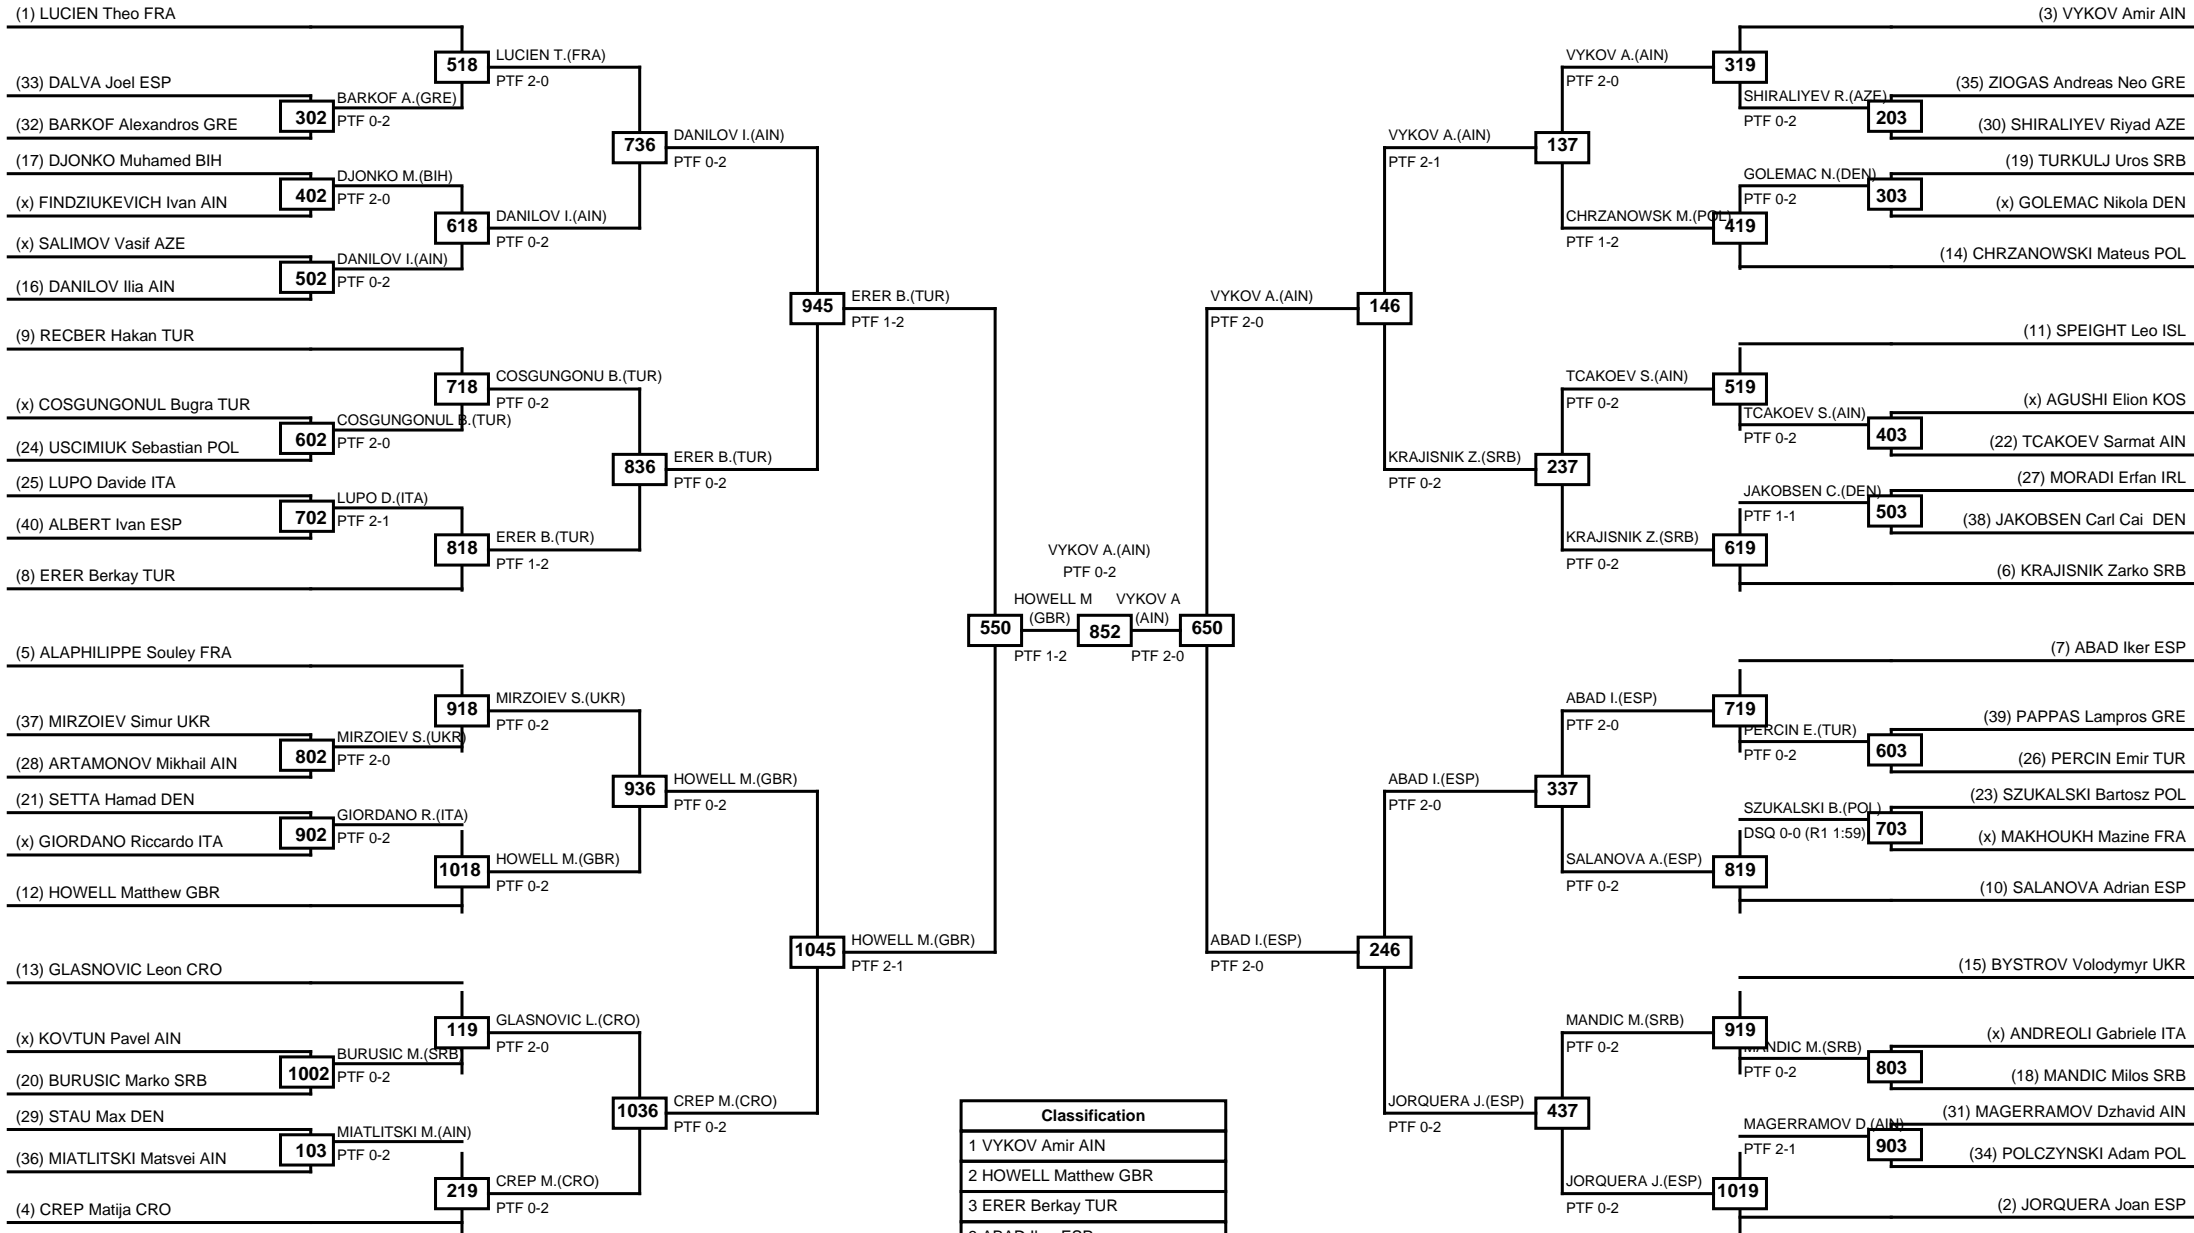 (1) LUCIEN Theo FRA
(33) DALVA Joel ESP
(32) BARKOF Alexandros GRE
(17) DJONKO Muhamed BIH
(x) FINDZIUKEVICH Ivan AIN
(x) SALIMOV Vasif AZE
(16) DANILOV Ilia AIN
(9) RECBER Hakan TUR
(x) COSGUNGONUL Bugra TUR
(24) USCIMIUK Sebastian POL
(25) LUPO Davide ITA
(40) ALBERT Ivan ESP
(8) ERER Berkay TUR
(5) ALAPHILIPPE Souley FRA
(37) MIRZOIEV Simur UKR
(28) ARTAMONOV Mikhail AIN
(21) SETTA Hamad DEN
(x) GIORDANO Riccardo ITA
(12) HOWELL Matthew GBR
(13) GLASNOVIC Leon CRO
(x) KOVTUN Pavel AIN
(20) BURUSIC Marko SRB
(29) STAU Max DEN
(36) MIATLITSKI Matsvei AIN
(4) CREP Matija CRO
302
BARKOF A.(GRE)
PTF 0-2
402
DJONKO M.(BIH)
PTF 2-0
502
DANILOV I.(AIN)
PTF 0-2
602
COSGUNGONUL B.(TUR)
PTF 2-0
702
LUPO D.(ITA)
PTF 2-1
802
MIRZOIEV S.(UKR)
PTF 2-0
902
GIORDANO R.(ITA)
PTF 0-2
1002
BURUSIC M.(SRB)
PTF 0-2
103
MIATLITSKI M.(AIN)
PTF 0-2
518
LUCIEN T.(FRA)
PTF 2-0
618
DANILOV I.(AIN)
PTF 0-2
718
COSGUNGONU B.(TUR)
PTF 0-2
818
ERER B.(TUR)
PTF 1-2
918
MIRZOIEV S.(UKR)
PTF 0-2
1018
HOWELL M.(GBR)
PTF 0-2
119
GLASNOVIC L.(CRO)
PTF 2-0
219
CREP M.(CRO)
PTF 0-2
736
DANILOV I.(AIN)
PTF 0-2
836
ERER B.(TUR)
PTF 0-2
936
HOWELL M.(GBR)
PTF 0-2
1036
CREP M.(CRO)
PTF 0-2
945
ERER B.(TUR)
PTF 1-2
1045
HOWELL M.(GBR)
PTF 2-1
VYKOV A.(AIN)
PTF 0-2
550
HOWELL M
(GBR)
PTF 1-2
852
VYKOV A
(AIN)
PTF 2-0
650
VYKOV A.(AIN)
PTF 2-0
146
ABAD I.(ESP)
PTF 2-0
246
VYKOV A.(AIN)
PTF 2-1
137
KRAJISNIK Z.(SRB)
PTF 0-2
237
ABAD I.(ESP)
PTF 2-0
337
JORQUERA J.(ESP)
PTF 0-2
437
VYKOV A.(AIN)
PTF 2-0
319
CHRZANOWSK M.(POL)
PTF 1-2
419
TCAKOEV S.(AIN)
PTF 0-2
519
KRAJISNIK Z.(SRB)
PTF 0-2
619
ABAD I.(ESP)
PTF 2-0
719
SALANOVA A.(ESP)
PTF 0-2
819
MANDIC M.(SRB)
PTF 0-2
919
JORQUERA J.(ESP)
PTF 0-2
1019
SHIRALIYEV R.(AZE)
PTF 0-2
203
GOLEMAC N.(DEN)
PTF 0-2
303
TCAKOEV S.(AIN)
PTF 0-2
403
JAKOBSEN C.(DEN)
PTF 1-1
503
PERCIN E.(TUR)
PTF 0-2
603
SZUKALSKI B.(POL)
DSQ 0-0 (R1 1:59)
703
MANDIC M.(SRB)
PTF 0-2
803
MAGERRAMOV D.(AIN)
PTF 2-1
903
(3) VYKOV Amir AIN
(35) ZIOGAS Andreas Neo GRE
(30) SHIRALIYEV Riyad AZE
(19) TURKULJ Uros SRB
(x) GOLEMAC Nikola DEN
(14) CHRZANOWSKI Mateus POL
(11) SPEIGHT Leo ISL
(x) AGUSHI Elion KOS
(22) TCAKOEV Sarmat AIN
(27) MORADI Erfan IRL
(38) JAKOBSEN Carl Cai DEN
(6) KRAJISNIK Zarko SRB
(7) ABAD Iker ESP
(39) PAPPAS Lampros GRE
(26) PERCIN Emir TUR
(23) SZUKALSKI Bartosz POL
(x) MAKHOUKH Mazine FRA
(10) SALANOVA Adrian ESP
(15) BYSTROV Volodymyr UKR
(x) ANDREOLI Gabriele ITA
(18) MANDIC Milos SRB
(31) MAGERRAMOV Dzhavid AIN
(34) POLCZYNSKI Adam POL
(2) JORQUERA Joan ESP
Classification
1 VYKOV Amir AIN
2 HOWELL Matthew GBR
3 ERER Berkay TUR